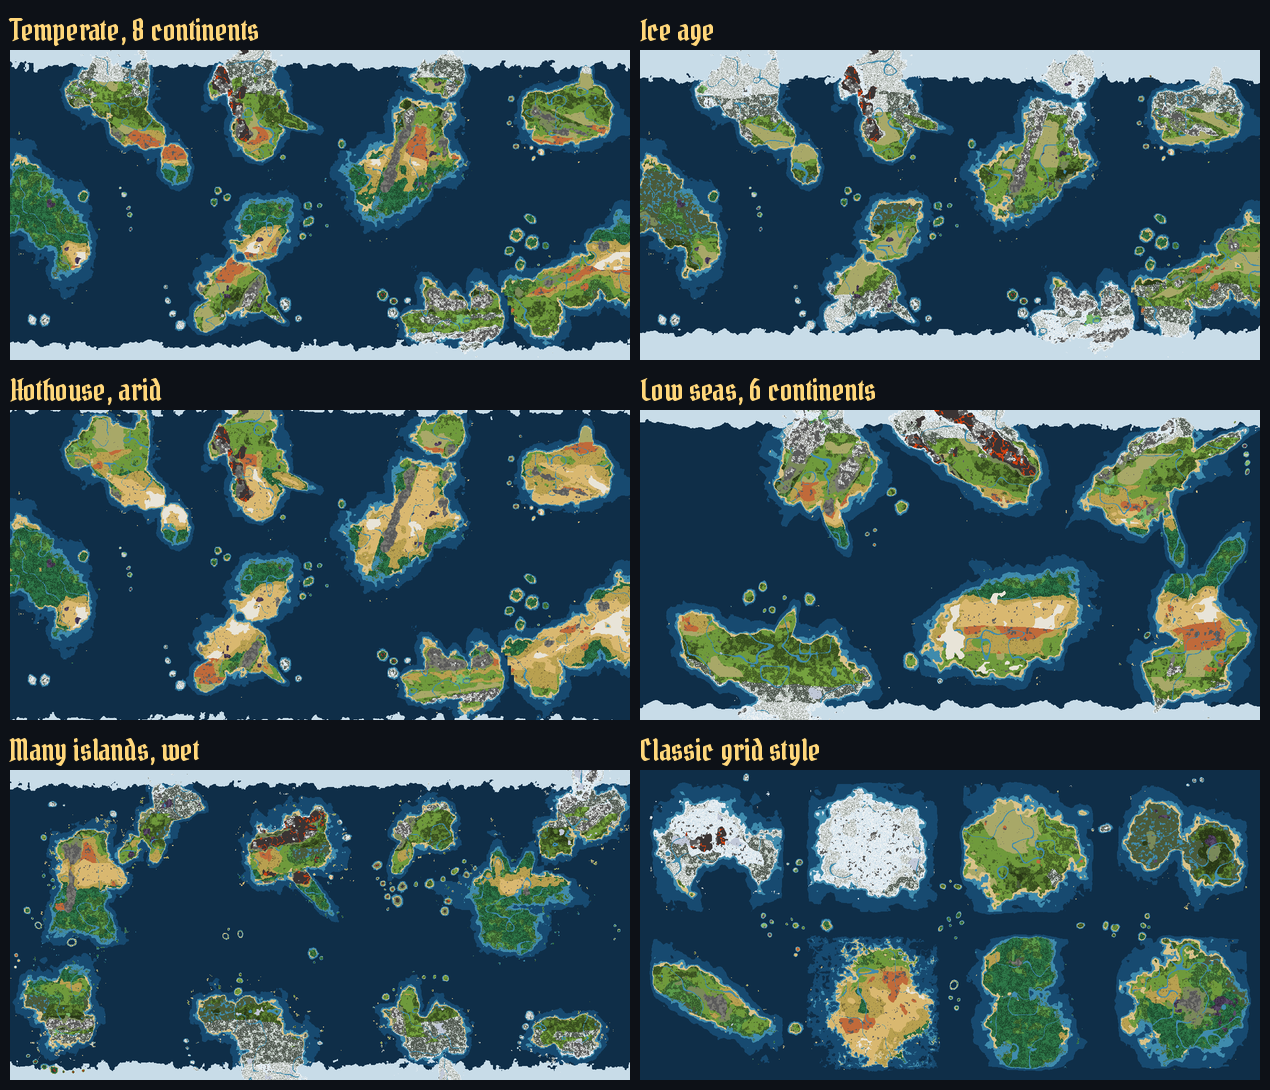 Temperate, 8 continents
Ice age
Hothouse, arid
Low seas, 6 continents
Many islands, wet
Classic grid style